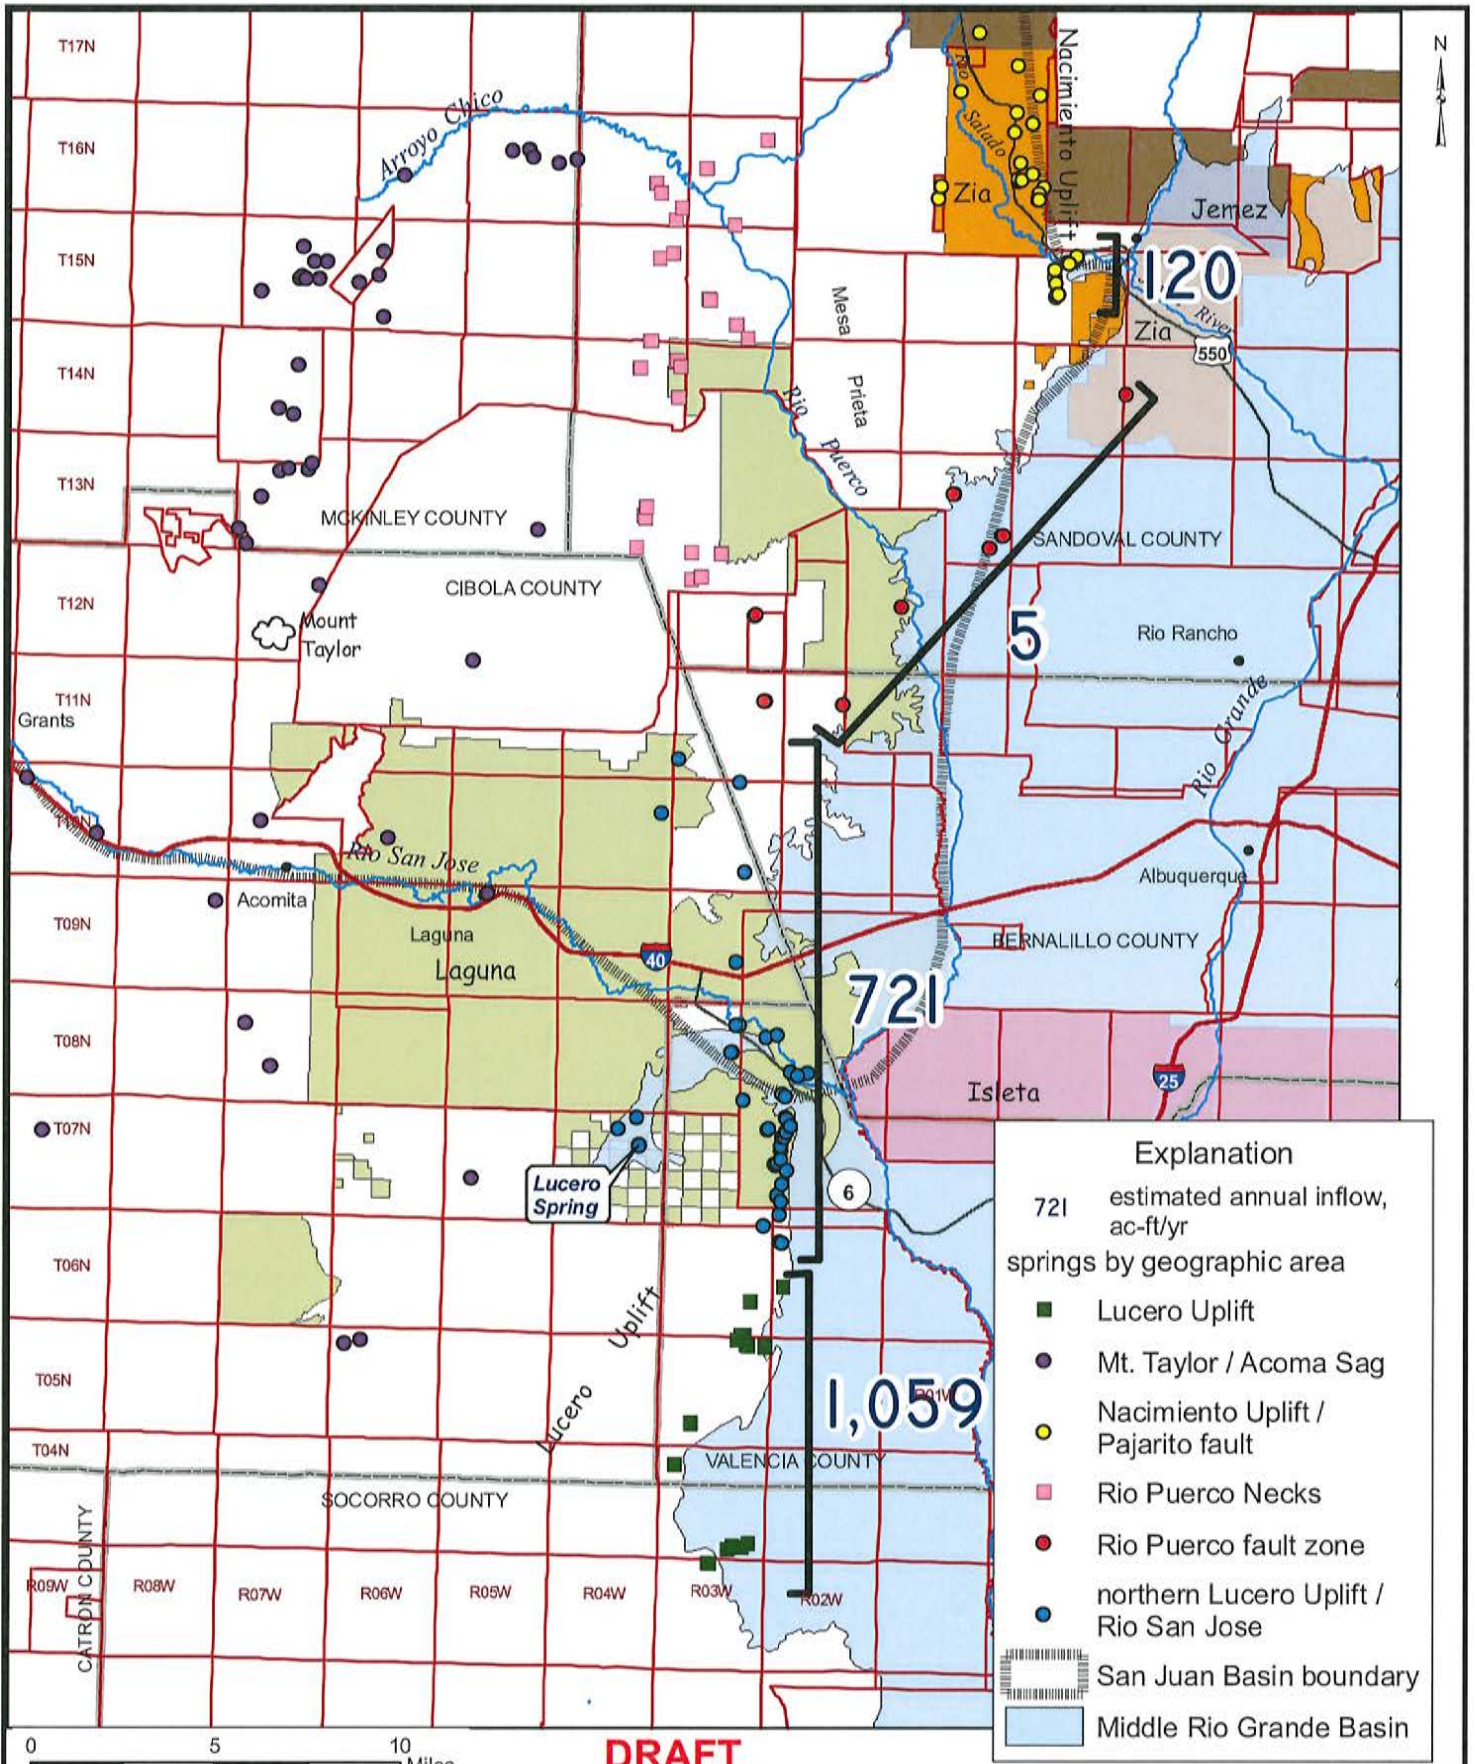 T17N
N
Nacimiento Uplift
Rio
Salado
Arroyo Chico
T16N
Zia
Jemez
T15N
120
Mesa
Prieta
River
Zia
550
T14N
Rio
Puerco
T13N
MCKINLEY COUNTY
SANDOVAL COUNTY
CIBOLA COUNTY
T12N
Mount
Taylor
5
Rio Rancho
T11N
Grants
Rio Grande
T10N
Rio San Jose
Acomita
Albuquerque
T09N
Laguna
Laguna
40
BERNALILLO COUNTY
721
T08N
Isleta
25
T07N
Lucero
Spring
6
T06N
Uplift
Lucero
T05N
1,059
R01W
T04N
VALENCIA COUNTY
SOCORRO COUNTY
CATRON COUNTY
R09W
R08W
R07W
R06W
R05W
R04W
R03W
R02W
Explanation
721 estimated annual inflow,
ac-ft/yr
springs by geographic area
Lucero Uplift
Mt. Taylor / Acoma Sag
Nacimiento Uplift /
Pajarito fault
Rio Puerco Necks
Rio Puerco fault zone
northern Lucero Uplift /
Rio San Jose
San Juan Basin boundary
Middle Rio Grande Basin
0 5 10
Miles
DRAFT